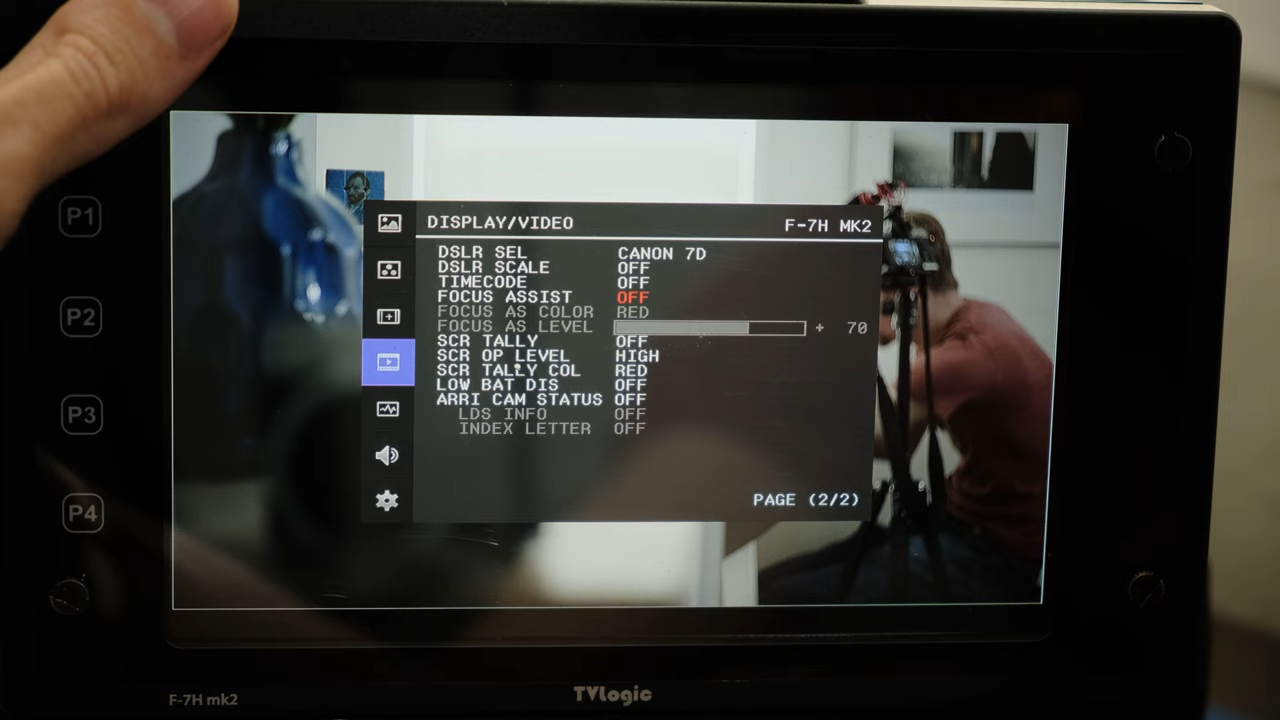 P1
P2
P3
P4
DISPLAY/VIDEO F-7H MK2
DSLR SEL CANON 7D
DSLR SCALE OFF
TIMECODE OFF
FOCUS ASSIST OFF
FOCUS AS COLOR RED
FOCUS AS LEVEL + 70
SCR TALLY OFF
SCR OP LEVEL HIGH
SCR TALLY COL RED
LOW BAT DIS OFF
ARRI CAM STATUS OFF
LDS INFO OFF
INDEX LETTER OFF
PAGE (2/2)
F-7H mk2 TVLogic